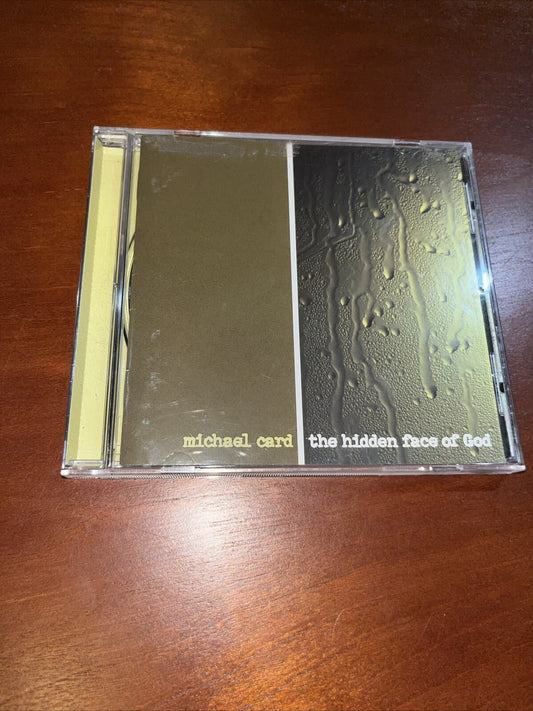 michael card
the hidden face of God